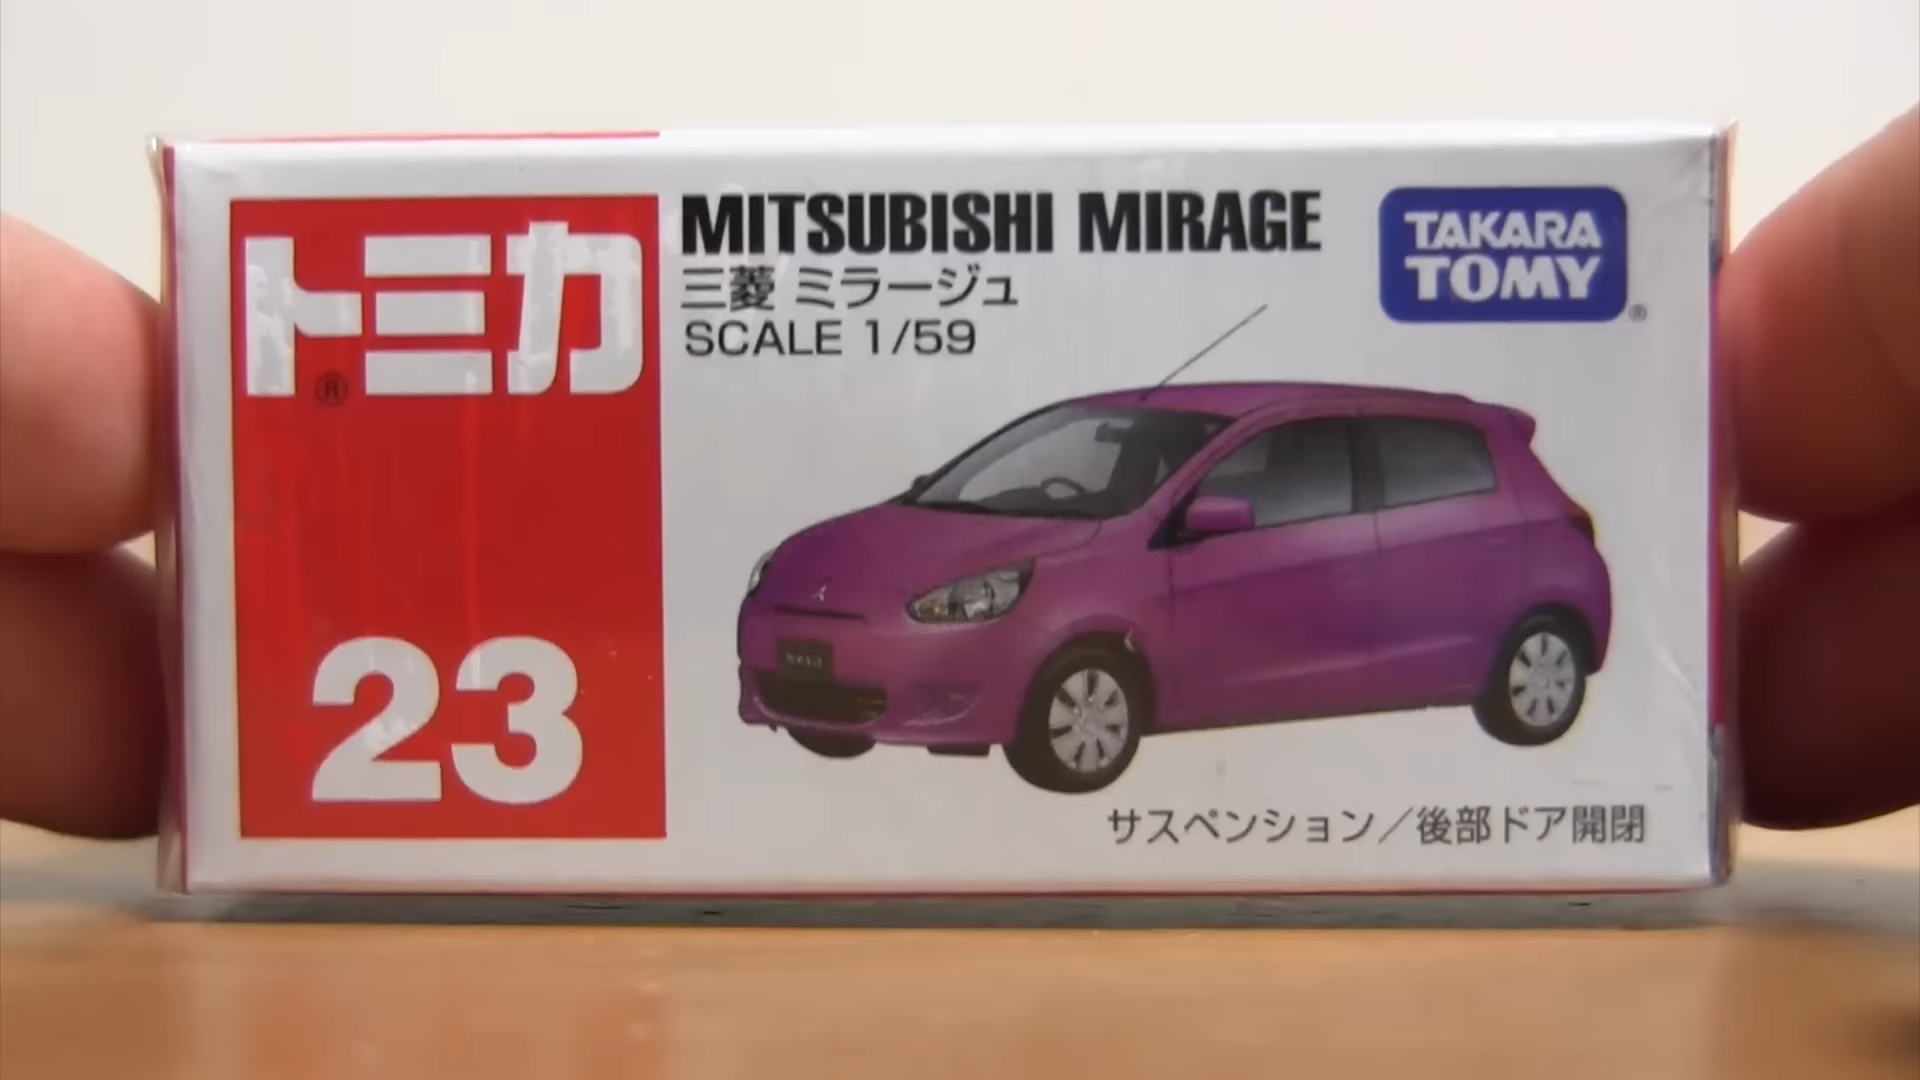 トミカ
®
23
MITSUBISHI MIRAGE
三菱 ミラージュ
SCALE 1/59
TAKARA
TOMY
®
サスペンション／後部ドア開閉